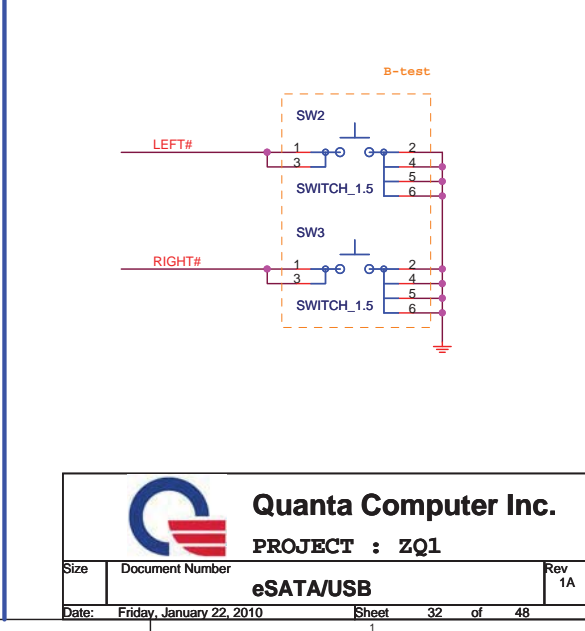 B-test
SW2
LEFT#
1
2
3
4
5
6
SWITCH_1.5
SW3
RIGHT#
1
2
3
4
5
6
SWITCH_1.5
Quanta Computer Inc.
PROJECT : ZQ1
Size Document Number Rev
eSATA/USB 1A
Date: Friday, January 22, 2010 Sheet 32 of 48
1